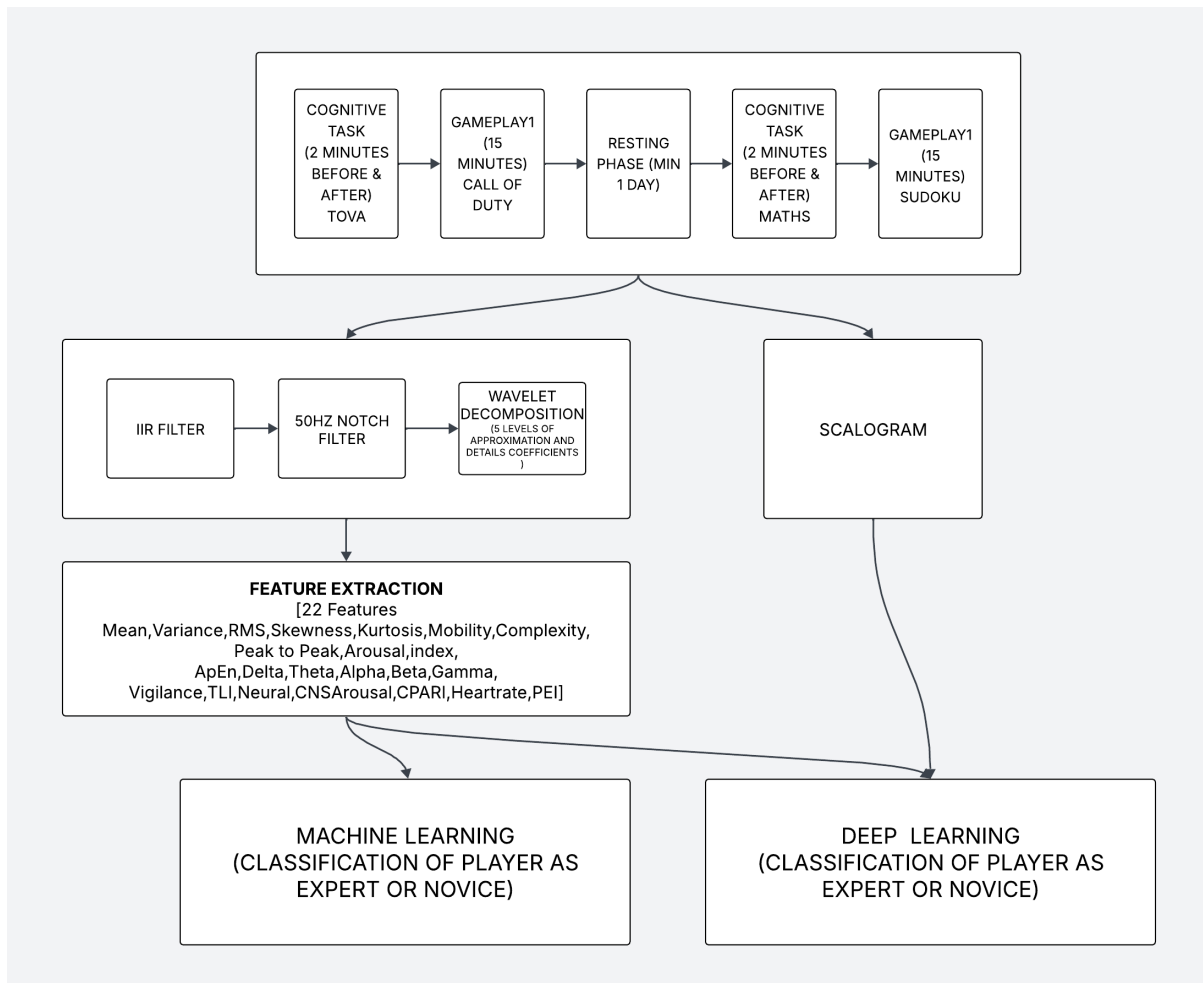 COGNITIVE
TASK
(2 MINUTES
BEFORE &
AFTER)
TOVA
GAMEPLAY1
(15
MINUTES)
CALL OF
DUTY
RESTING
PHASE (MIN
1 DAY)
COGNITIVE
TASK
(2 MINUTES
BEFORE &
AFTER)
MATHS
GAMEPLAY1
(15
MINUTES)
SUDOKU
IIR FILTER
50HZ NOTCH
FILTER
WAVELET
DECOMPOSITION
(5 LEVELS OF
APPROXIMATION AND
DETAILS COEFFICIENTS
)
SCALOGRAM
FEATURE EXTRACTION
[22 Features
Mean,Variance,RMS,Skewness,Kurtosis,Mobility,Complexity,
Peak to Peak,Arousal,index,
ApEn,Delta,Theta,Alpha,Beta,Gamma,
Vigilance,TLI,Neural,CNSArousal,CPARI,Heartrate,PEI]
MACHINE LEARNING
(CLASSIFICATION OF PLAYER AS
EXPERT OR NOVICE)
DEEP  LEARNING
(CLASSIFICATION OF PLAYER AS
EXPERT OR NOVICE)